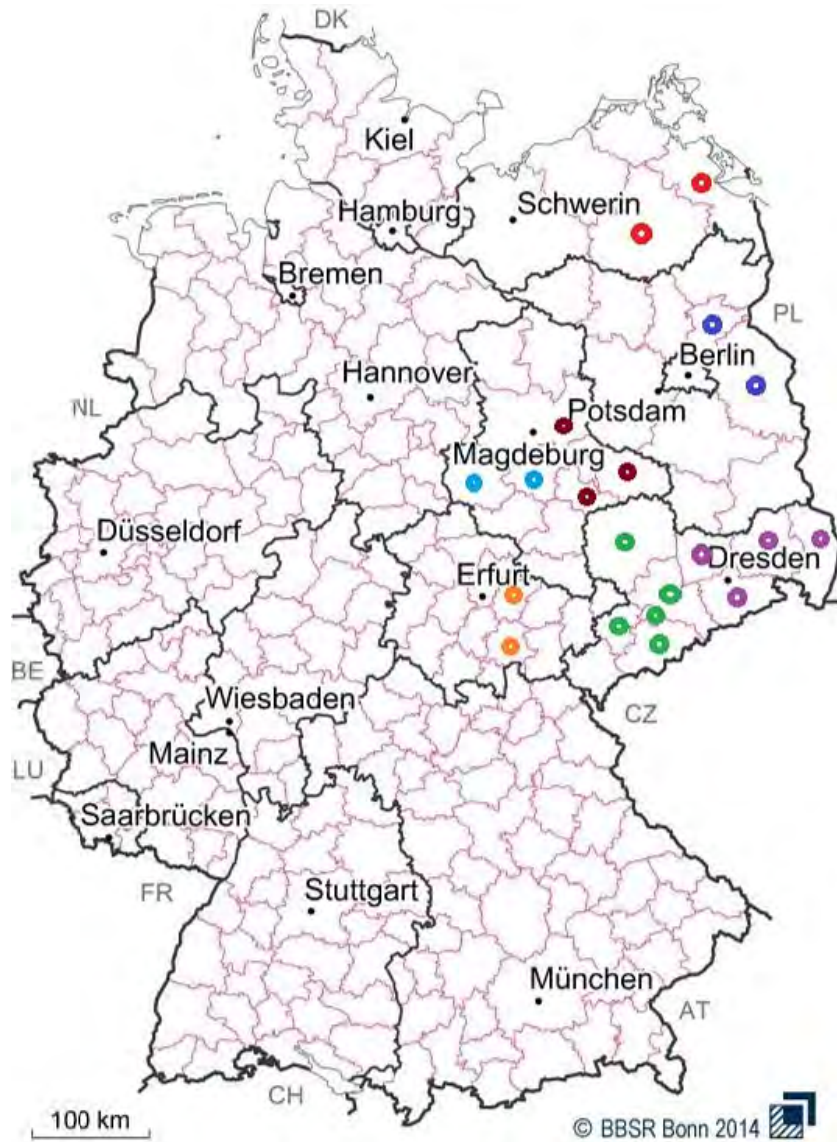 DK
Kiel
Schwerin
Hamburg
Bremen
PL
Berlin
Hannover
NL
Potsdam
Magdeburg
Düsseldorf
Erfurt
Dresden
BE
Wiesbaden
CZ
Mainz
LU
Saarbrücken
FR
Stuttgart
München
AT
CH
100 km
© BBSR Bonn 2014